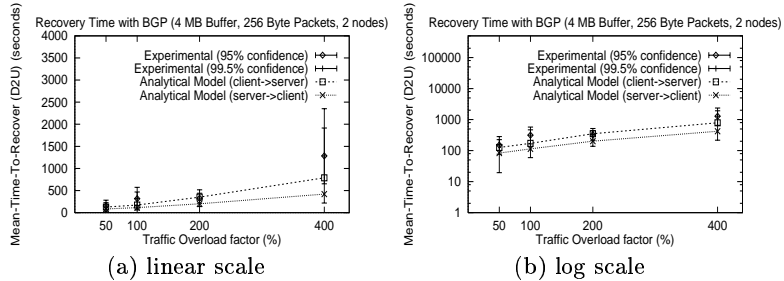 Recovery Time with BGP (4 MB Buffer, 256 Byte Packets, 2 nodes)
Mean-Time-To-Recover (D2U) (seconds)
4000
3500
3000
2500
2000
1500
1000
500
0
Experimental (95% confidence)
Experimental (99.5% confidence)
Analytical Model (client->server)
Analytical Model (server->client)
50 100 200 400
Traffic Overload factor (%)
(a) linear scale
Recovery Time with BGP (4 MB Buffer, 256 Byte Packets, 2 nodes)
Mean-Time-To-Recover (D2U) (seconds)
100000
10000
1000
100
10
1
Experimental (95% confidence)
Experimental (99.5% confidence)
Analytical Model (client->server)
Analytical Model (server->client)
50 100 200 400
Traffic Overload factor (%)
(b) log scale